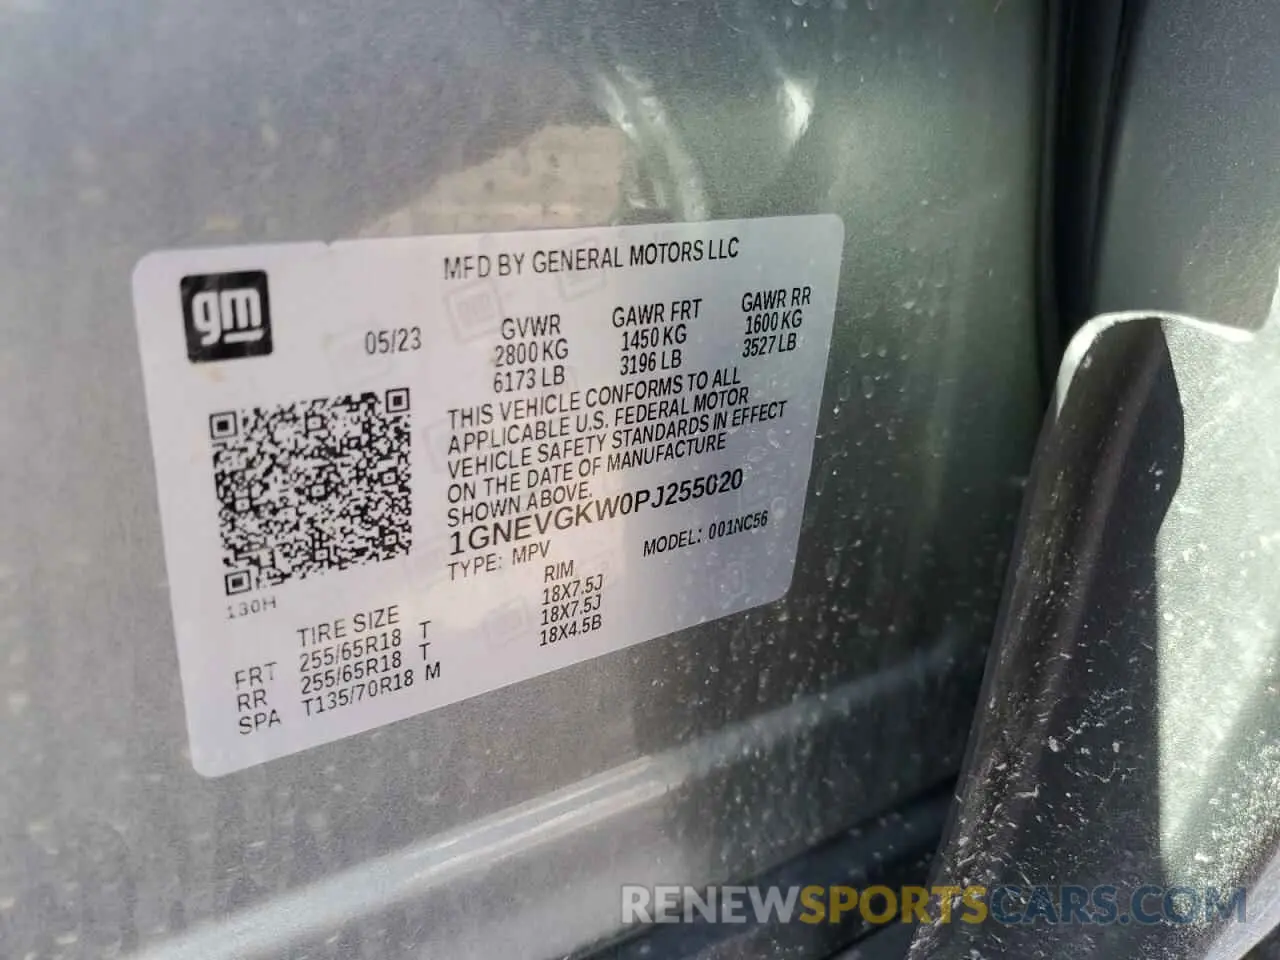 gm
MFD BY GENERAL MOTORS LLC
05/23
GVWR GAWR FRT GAWR RR
2800 KG 1450 KG 1600 KG
6173 LB 3196 LB 3527 LB
THIS VEHICLE CONFORMS TO ALL
APPLICABLE U.S. FEDERAL MOTOR
VEHICLE SAFETY STANDARDS IN EFFECT
ON THE DATE OF MANUFACTURE
SHOWN ABOVE.
1GNEVGKW0PJ255020
TYPE: MPV MODEL: 001NC56
130H
TIRE SIZE RIM
FRT 255/65R18 T 18X7.5J
RR 255/65R18 T 18X7.5J
SPA T135/70R18 M 18X4.5B
RENEWSPORTSCARS.COM